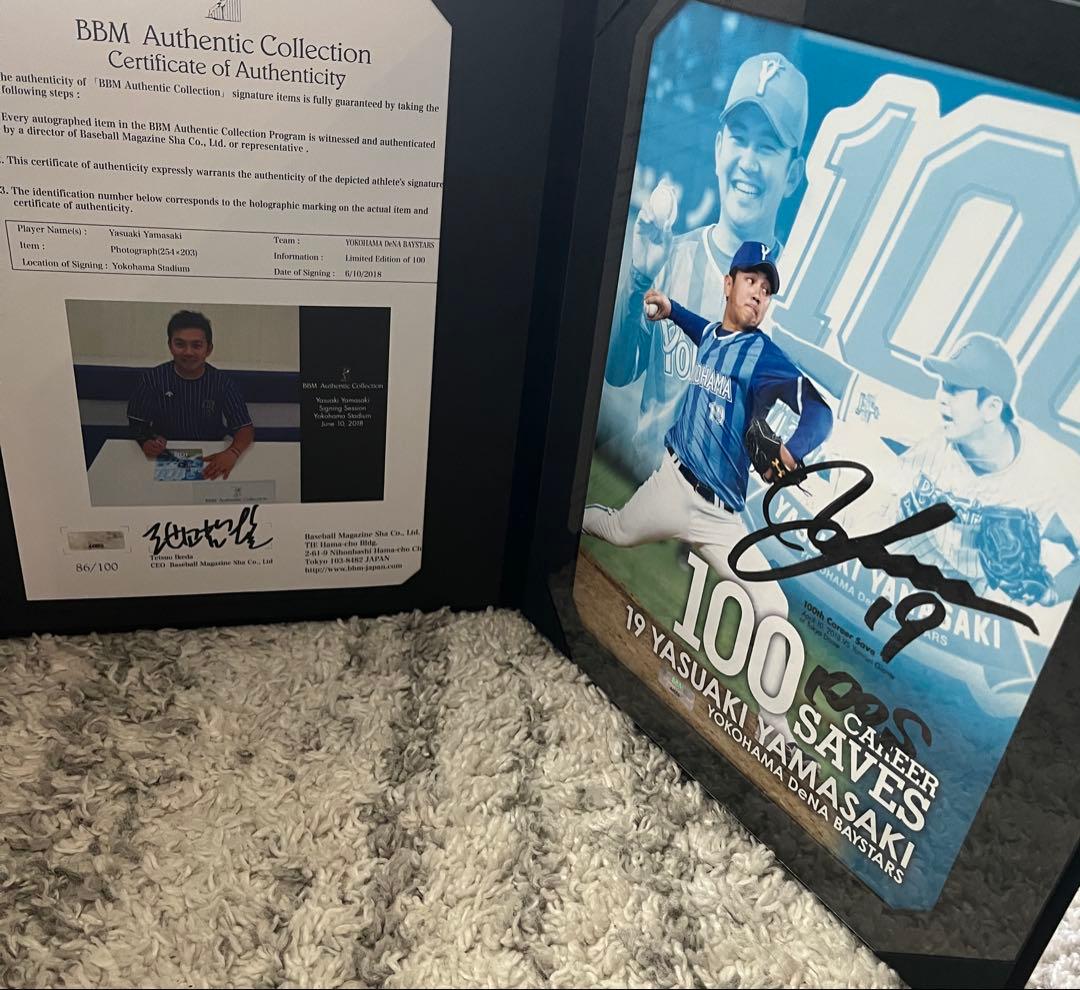 BBM Authentic Collection
Certificate of Authenticity
he authenticity of 「BBM Authentic Collection」 signature items is fully guaranteed by taking the
following steps :
Every autographed item in the BBM Authentic Collection Program is witnessed and authenticated
by a director of Baseball Magazine Sha Co., Ltd. or representative .
. This certificate of authenticity expressly warrants the authenticity of the depicted athlete's signature
3. The identification number below corresponds to the holographic marking on the actual item and
certificate of authenticity.
Player Name(s) : Yasuaki Yamasaki Team : YOKOHAMA DeNA BAYSTARS
Item : Photograph(254×203) Information : Limited Edition of 100
Location of Signing : Yokohama Stadium Date of Signing : 6/10/2018
BBM Authentic Collection
Yasuaki Yamasaki
Signing Session
Yokohama Stadium
June 10, 2018
86/100
Tetsuo Ikeda
CEO Baseball Magazine Sha Co., Ltd
Baseball Magazine Sha Co., Ltd.
TIE Hama-cho Bldg.
2-61-9 Nihonbashi Hama-cho Ch
Tokyo 103-8482 JAPAN
http://www.bbm-japan.com
100
Y
Y
YOKOHAMA
19
19
100th Career Save
100 CAREER
SAVES
19 YASUAKI YAMASAKI
YOKOHAMA DeNA BAYSTARS